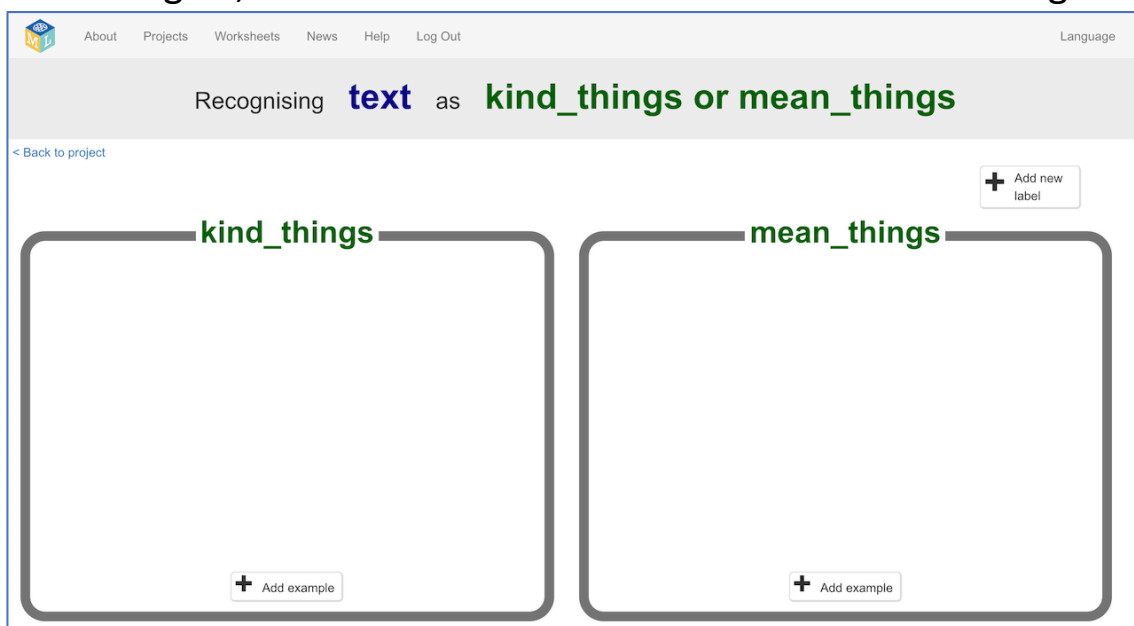 About Projects Worksheets News Help Log Out Language
Recognising text as kind_things or mean_things
< Back to project
Add new
label
kind_things mean_things
Add example Add example